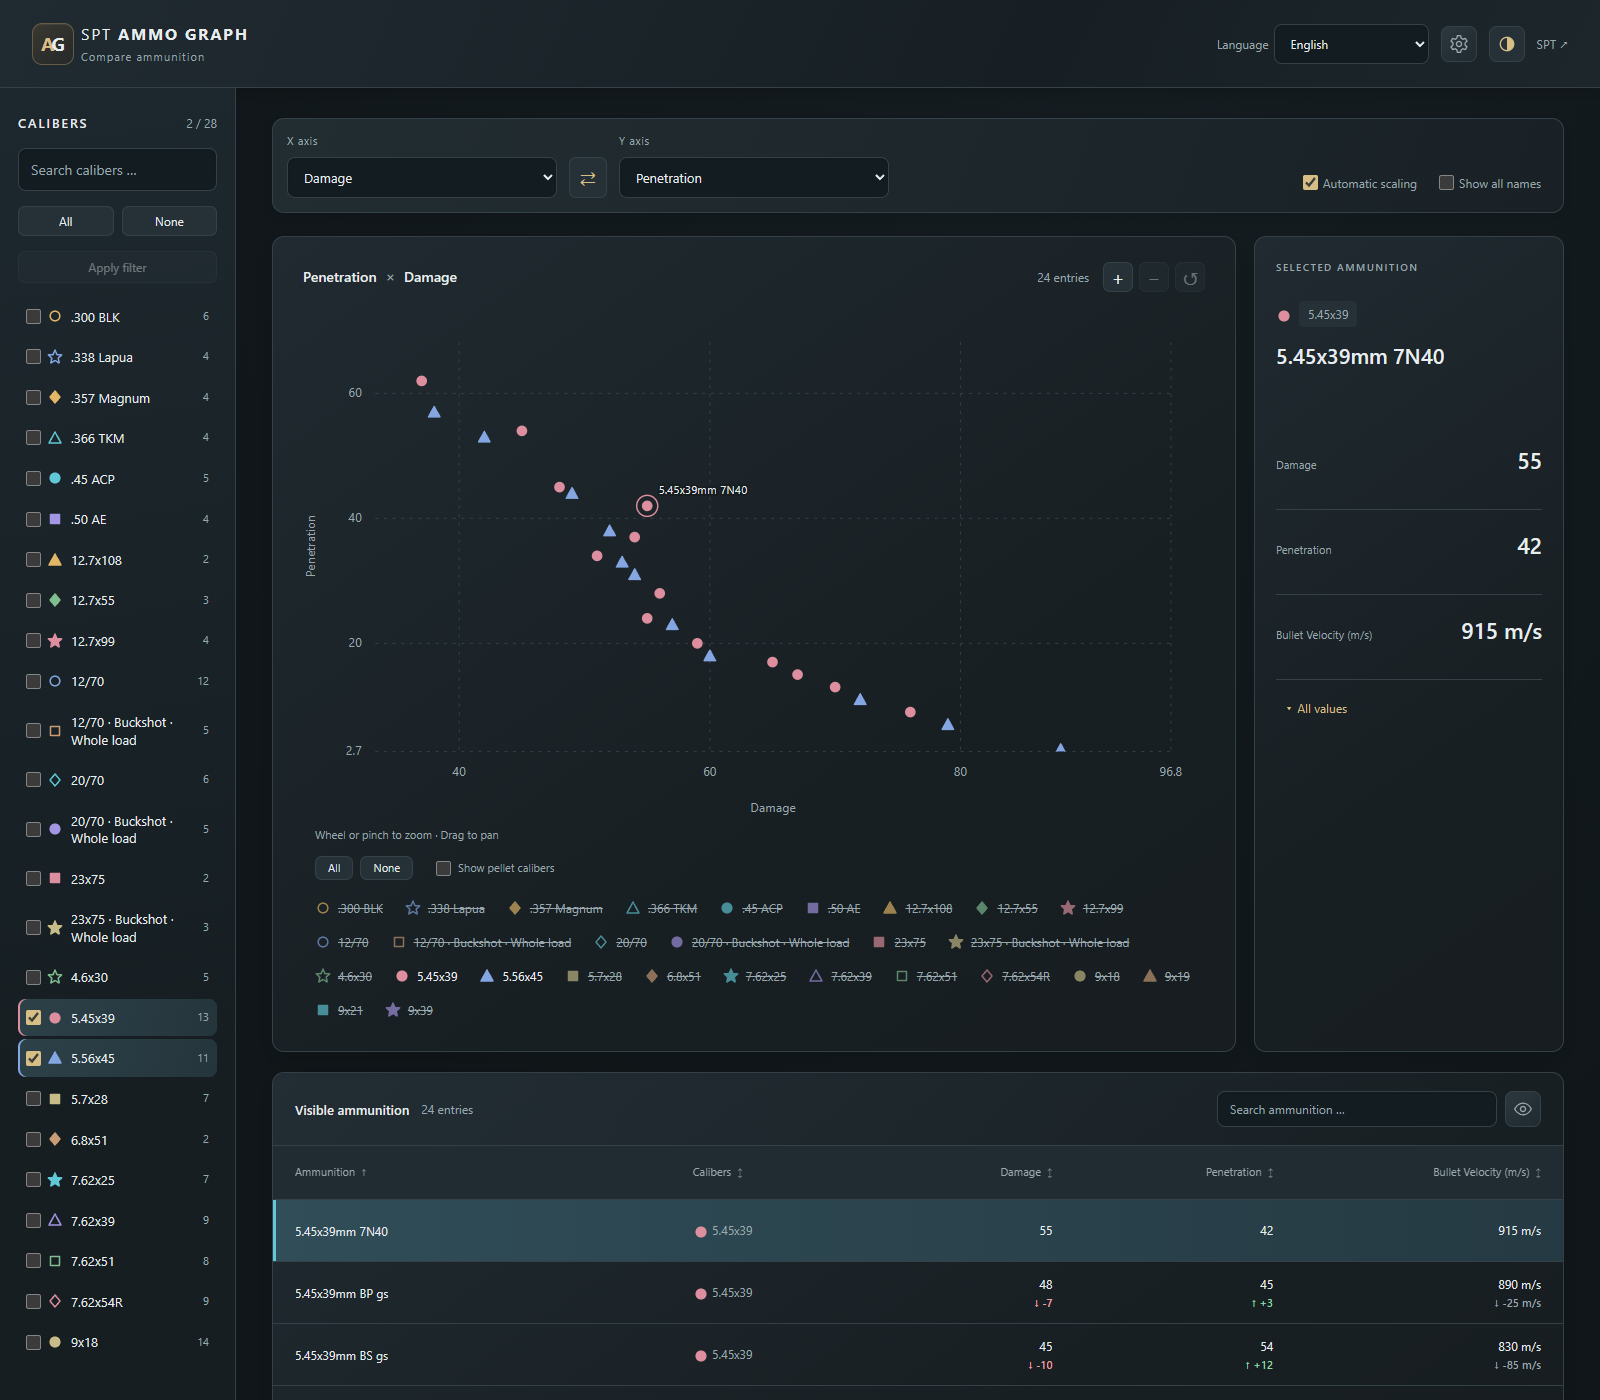 AG
SPT AMMO GRAPH
Compare ammunition
Language
English
SPT ↗
CALIBERS
2 / 28
Search calibers ...
All
None
Apply filter
.300 BLK 6
.338 Lapua 4
.357 Magnum 4
.366 TKM 4
.45 ACP 5
.50 AE 4
12.7x108 2
12.7x55 3
12.7x99 4
12/70 12
12/70 · Buckshot ·
Whole load 5
20/70 6
20/70 · Buckshot ·
Whole load 5
23x75 2
23x75 · Buckshot ·
Whole load 3
4.6x30 5
5.45x39 13
5.56x45 11
5.7x28 7
6.8x51 2
7.62x25 7
7.62x39 9
7.62x51 8
7.62x54R 9
9x18 14
X axis
Damage
Y axis
Penetration
Automatic scaling
Show all names
Penetration × Damage
24 entries
+
−
↺
60
40
20
2.7
Penetration
5.45x39mm 7N40
40
60
80
96.8
Damage
Wheel or pinch to zoom · Drag to pan
All
None
Show pellet calibers
.300 BLK .338 Lapua .357 Magnum .366 TKM .45 ACP .50 AE 12.7x108 12.7x55 12.7x99
12/70 12/70 · Buckshot · Whole load 20/70 20/70 · Buckshot · Whole load 23x75 23x75 · Buckshot · Whole load
4.6x30 5.45x39 5.56x45 5.7x28 6.8x51 7.62x25 7.62x39 7.62x51 7.62x54R 9x18 9x19
9x21 9x39
SELECTED AMMUNITION
5.45x39
5.45x39mm 7N40
Damage 55
Penetration 42
Bullet Velocity (m/s) 915 m/s
All values
Visible ammunition 24 entries
Search ammunition ...
Ammunition ↑ Calibers ↕ Damage ↕ Penetration ↕ Bullet Velocity (m/s) ↕
5.45x39mm 7N40 5.45x39 55 42 915 m/s
5.45x39mm BP gs 5.45x39 48 45 890 m/s
↓ -7 ↑ +3 ↓ -25 m/s
5.45x39mm BS gs 5.45x39 45 54 830 m/s
↓ -10 ↑ +12 ↓ -85 m/s